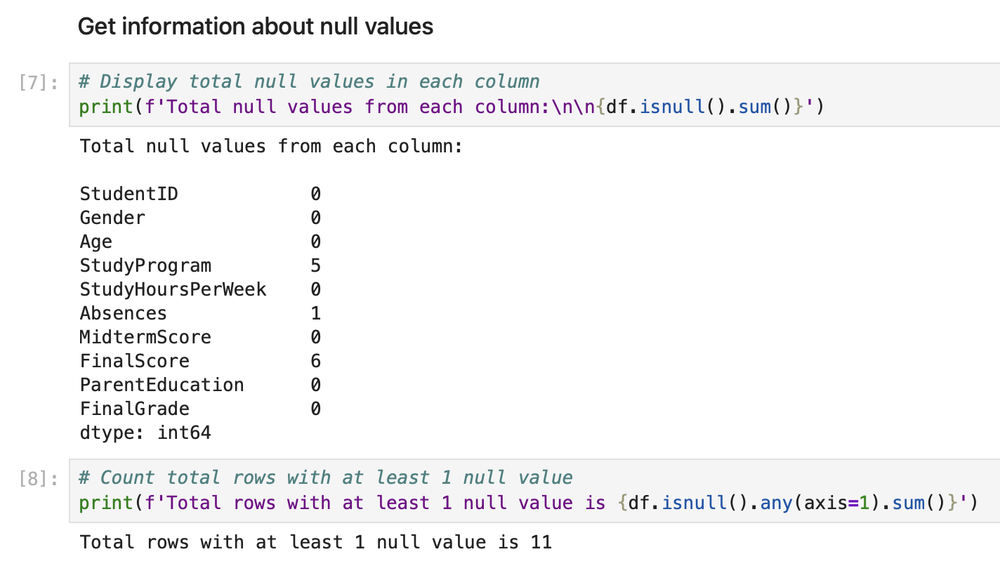 Get information about null values
[7]:
# Display total null values in each column
print(f'Total null values from each column:\n\n{df.isnull().sum()}')
Total null values from each column:
StudentID 0
Gender 0
Age 0
StudyProgram 5
StudyHoursPerWeek 0
Absences 1
MidtermScore 0
FinalScore 6
ParentEducation 0
FinalGrade 0
dtype: int64
[8]:
# Count total rows with at least 1 null value
print(f'Total rows with at least 1 null value is {df.isnull().any(axis=1).sum()}')
Total rows with at least 1 null value is 11